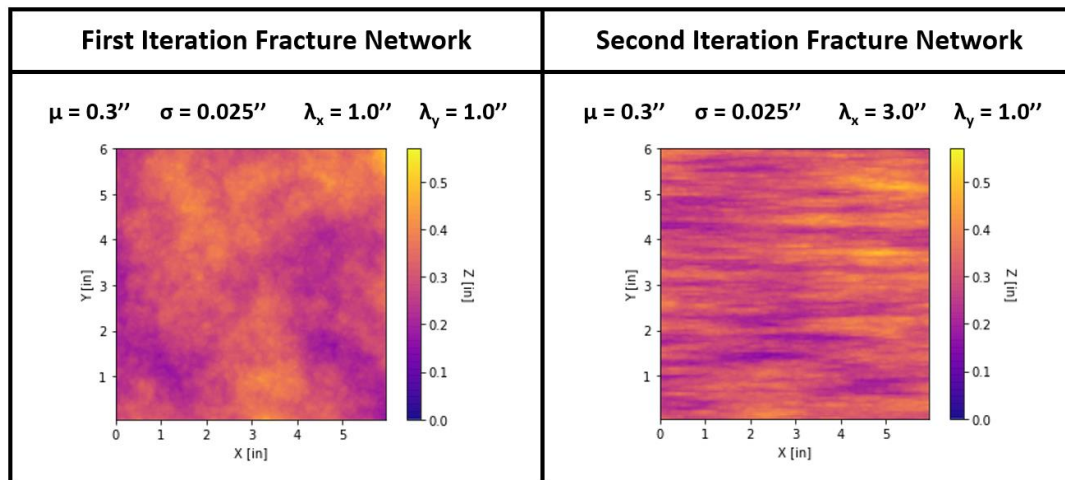 First Iteration Fracture Network
Second Iteration Fracture Network
μ = 0.3” σ = 0.025” λx = 1.0” λy = 1.0”
6
5
4
3
2
1
Y [in]
0 1 2 3 4 5
X [in]
0.5
0.4
0.3
0.2
0.1
0.0
Z [in]
μ = 0.3” σ = 0.025” λx = 3.0” λy = 1.0”
6
5
4
3
2
1
Y [in]
0 1 2 3 4 5
X [in]
0.5
0.4
0.3
0.2
0.1
0.0
Z [in]